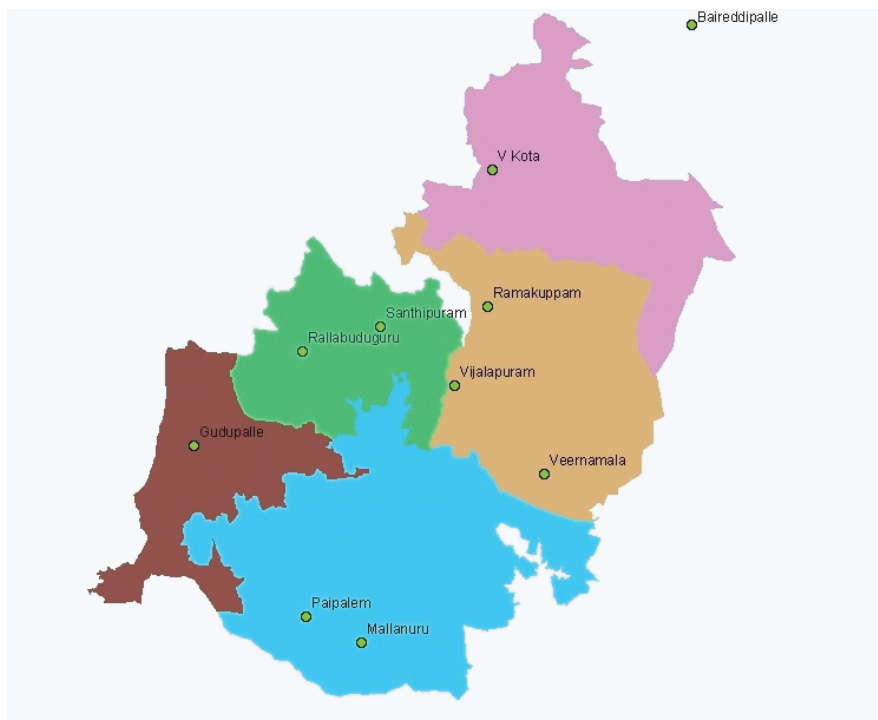 Baireddipalle
V Kota
Ramakuppam
Santhipuram
Rallabuduguru
Vijalapuram
Gudupalle
Veernamala
Paipalem
Mallanuru